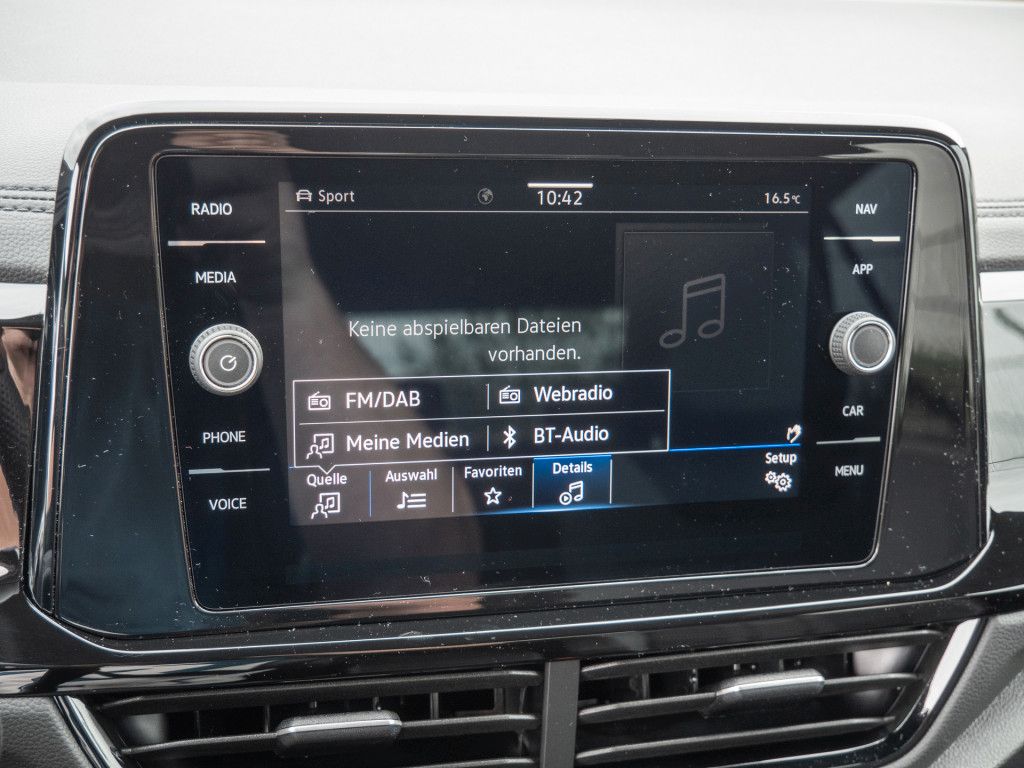 RADIO
MEDIA
PHONE
VOICE
Sport
10:42
16.5°C
Keine abspielbaren Dateien
vorhanden.
FM/DAB
Webradio
Meine Medien
BT-Audio
Quelle
Auswahl
Favoriten
Details
Setup
NAV
APP
CAR
MENU